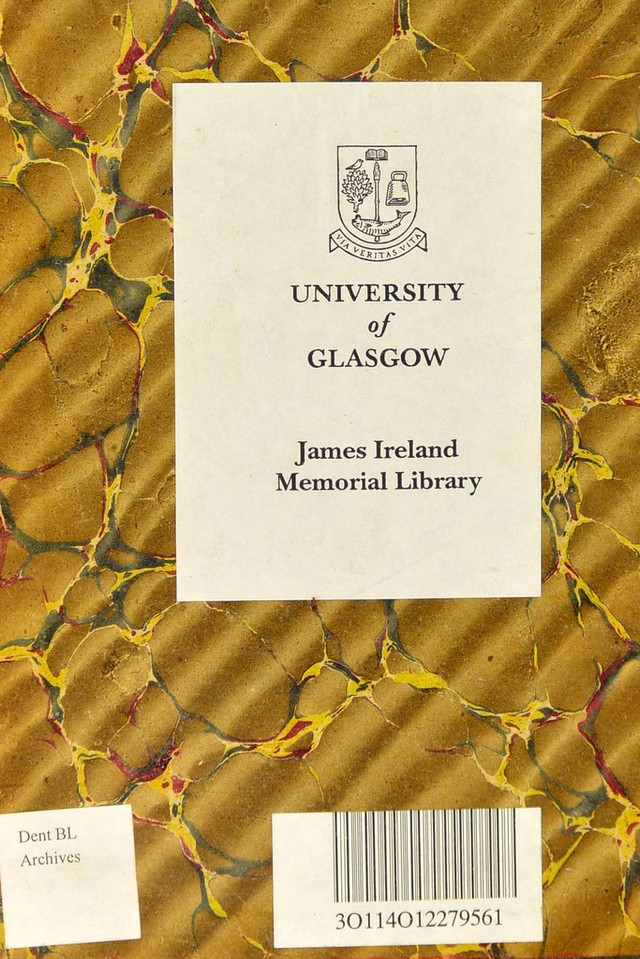 VIA VERITAS VITA
UNIVERSITY
of
GLASGOW
James Ireland
Memorial Library
Dent BL
Archives
30114012279561